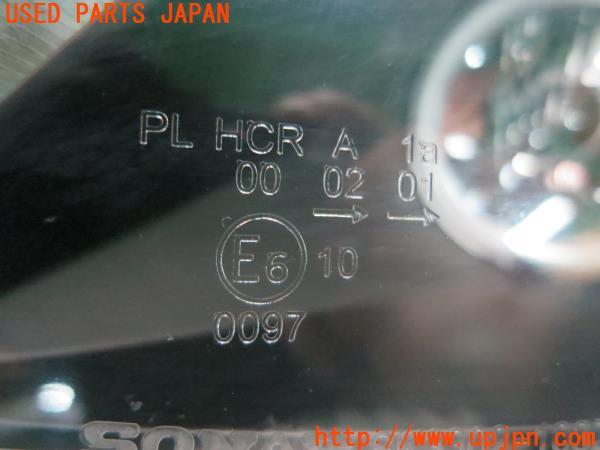 USED PARTS JAPAN
PL HCR A 1a
00 02 01
→ →
E6 10
0097
http://www.upjpn.com